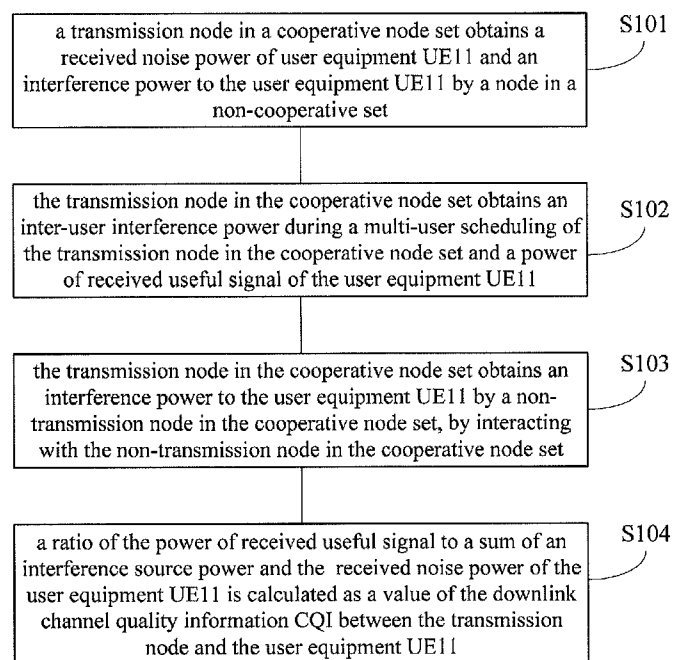 a transmission node in a cooperative node set obtains a
received noise power of user equipment UE11 and an
interference power to the user equipment UE11 by a node in a
non-cooperative set
S101
the transmission node in the cooperative node set obtains an
inter-user interference power during a multi-user scheduling of
the transmission node in the cooperative node set and a power
of received useful signal of the user equipment UE11
S102
the transmission node in the cooperative node set obtains an
interference power to the user equipment UE11 by a non-
transmission node in the cooperative node set, by interacting
with the non-transmission node in the cooperative node set
S103
a ratio of the power of received useful signal to a sum of an
interference source power and the received noise power of the
user equipment UE11 is calculated as a value of the downlink
channel quality information CQI between the transmission
node and the user equipment UE11
S104